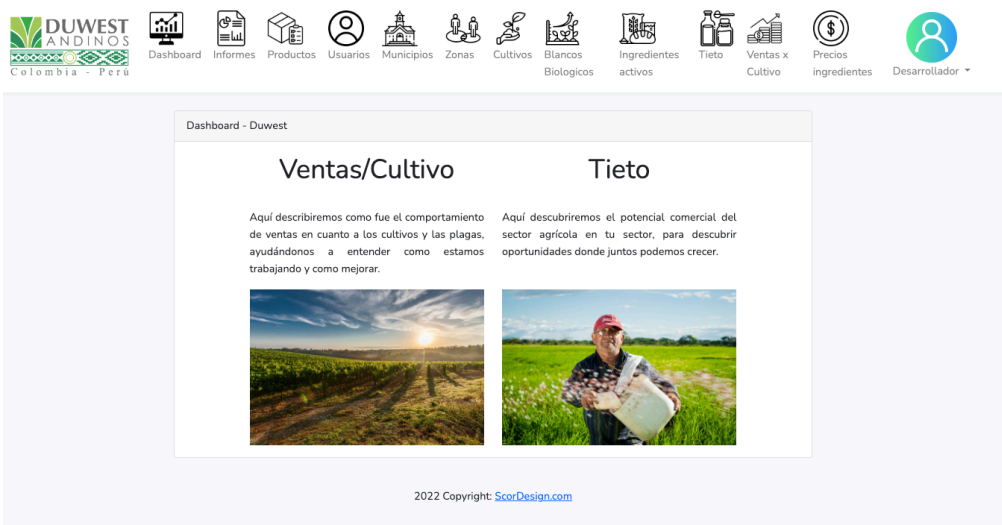 DUWEST
ANDINOS
Colombia - Perú
Dashboard
Informes
Productos
Usuarios
Municipios
Zonas
Cultivos
Blancos
Biologicos
Ingredientes
activos
Tieto
Ventas x
Cultivo
Precios
ingredientes
Desarrollador
Dashboard - Duwest
Ventas/Cultivo
Aquí describiremos como fue el comportamiento
de ventas en cuanto a los cultivos y las plagas,
ayudándonos a entender como estamos
trabajando y como mejorar.
Tieto
Aquí descubriremos el potencial comercial del
sector agrícola en tu sector, para descubrir
oportunidades donde juntos podemos crecer.
2022 Copyright: ScorDesign.com